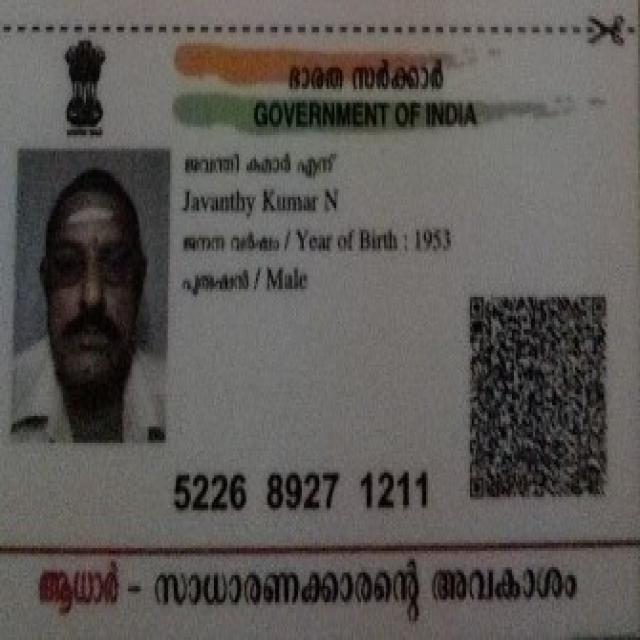 ഭാരത സർക്കാർ
GOVERNMENT OF INDIA
ജവന്തി കുമാർ എന്
Javanthy Kumar N
ജനന വർഷം / Year of Birth : 1953
പുരുഷൻ / Male
5226 8927 1211
ആധാർ - സാധാരണക്കാരന്റെ അവകാശം